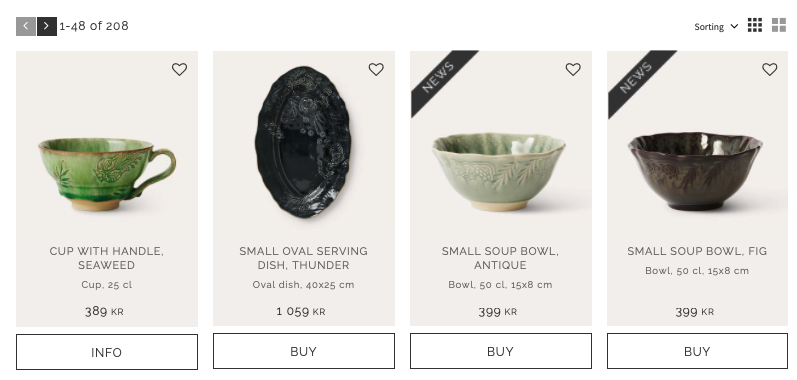 1-48 of 208
Sorting
NEWS
NEWS
CUP WITH HANDLE,
SEAWEED
Cup, 25 cl
389 KR
INFO
SMALL OVAL SERVING
DISH, THUNDER
Oval dish, 40x25 cm
1 059 KR
BUY
SMALL SOUP BOWL,
ANTIQUE
Bowl, 50 cl, 15x8 cm
399 KR
BUY
SMALL SOUP BOWL, FIG
Bowl, 50 cl, 15x8 cm
399 KR
BUY